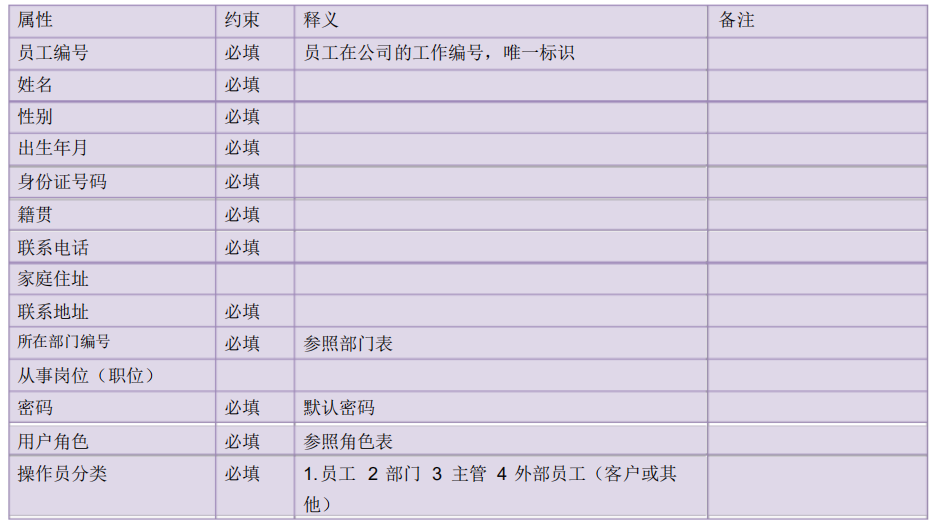 属性 约束 释义 备注
员工编号 必填 员工在公司的工作编号，唯一标识
姓名 必填
性别 必填
出生年月 必填
身份证号码 必填
籍贯 必填
联系电话 必填
家庭住址
联系地址 必填
所在部门编号 必填 参照部门表
从事岗位（职位）
密码 必填 默认密码
用户角色 必填 参照角色表
操作员分类 必填 1.员工 2 部门 3 主管 4 外部员工（客户或其
他）